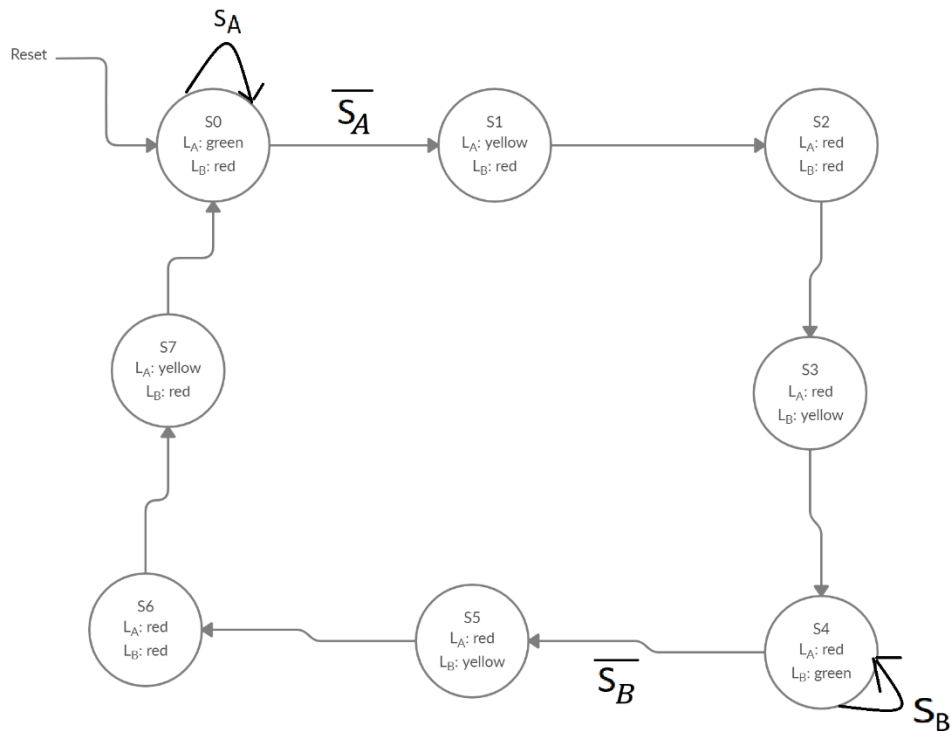 S_A
Reset
S̅_A̅
S0
L_A: green
L_B: red
S1
L_A: yellow
L_B: red
S2
L_A: red
L_B: red
S7
L_A: yellow
L_B: red
S3
L_A: red
L_B: yellow
S6
L_A: red
L_B: red
S5
L_A: red
L_B: yellow
S4
L_A: red
L_B: green
S̅_B̅
S_B